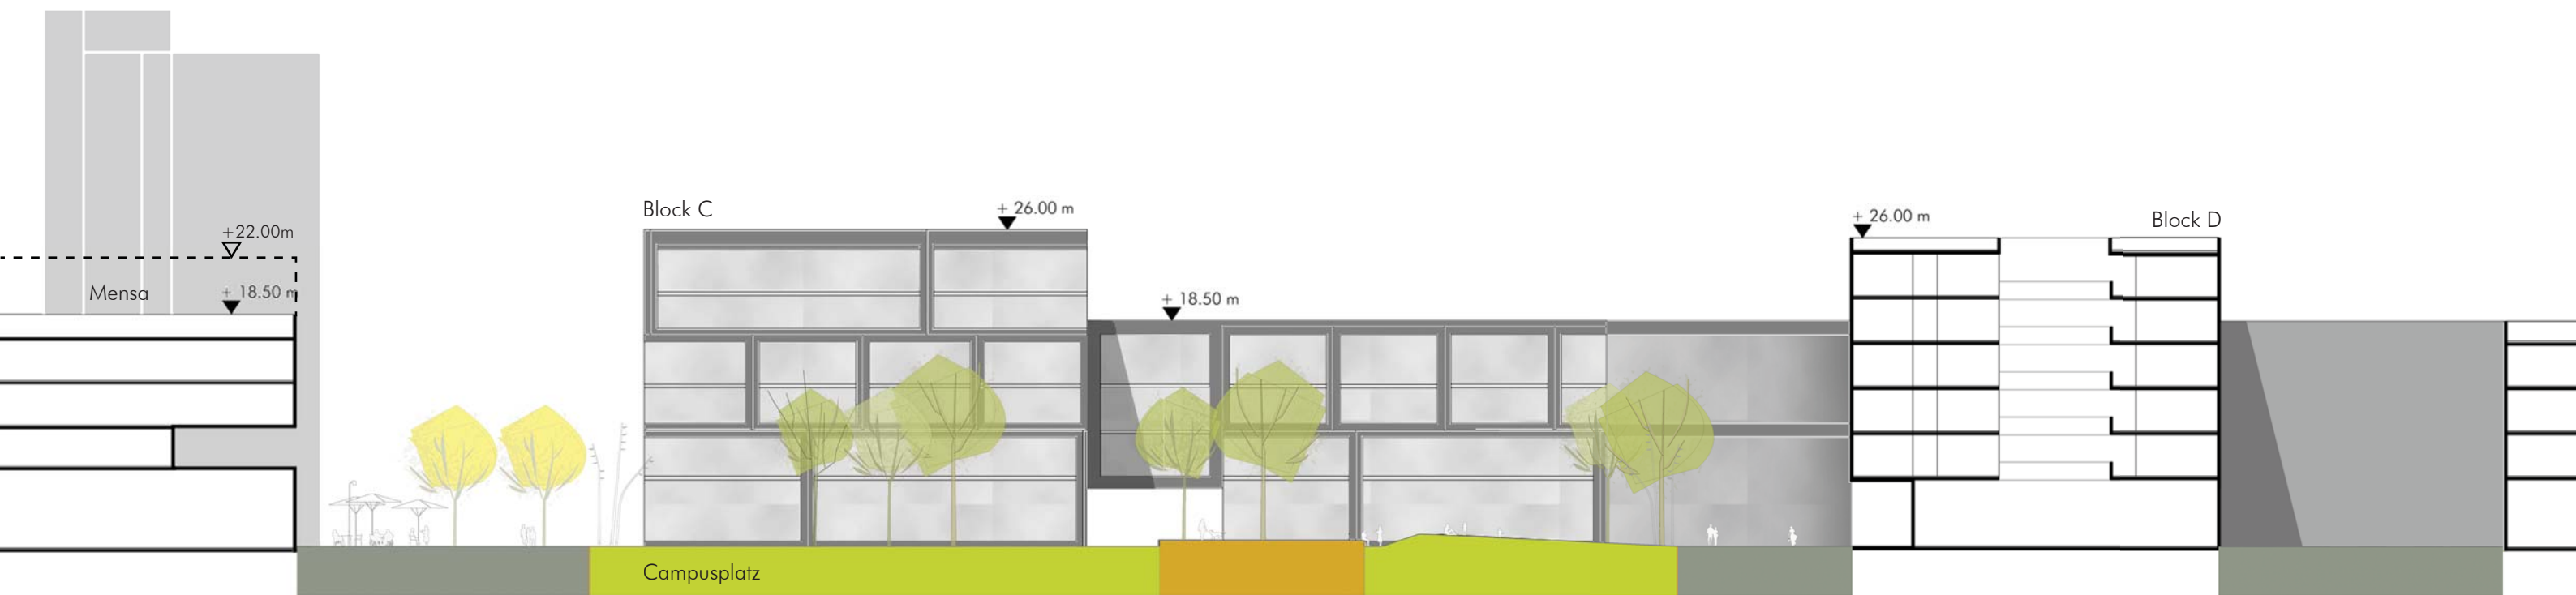 Block C
+ 26.00 m
+ 26.00 m
Block D
+22.00m
Mensa
+ 18.50 m
+ 18.50 m
Campusplatz